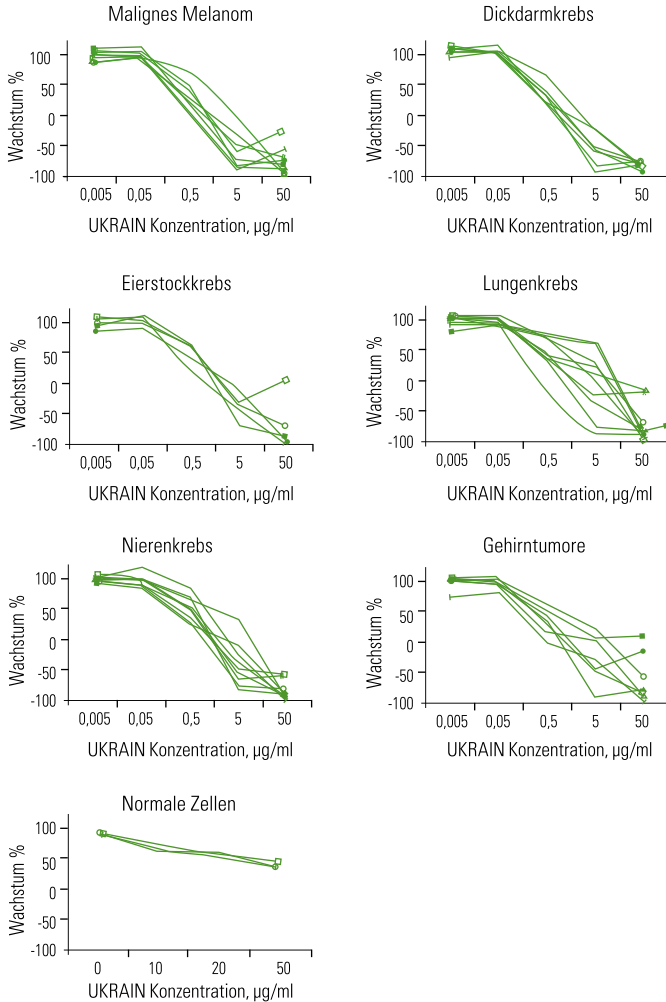 Malignes Melanom
Wachstum %
100
50
0
-50
-100
0,005 0,05 0,5 5 50
UKRAIN Konzentration, µg/ml
Dickdarmkrebs
Wachstum %
100
50
0
-50
-100
0,005 0,05 0,5 5 50
UKRAIN Konzentration, µg/ml
Eierstockkrebs
Wachstum %
100
50
0
-50
-100
0,005 0,05 0,5 5 50
UKRAIN Konzentration, µg/ml
Lungenkrebs
Wachstum %
100
50
0
-50
-100
0,005 0,05 0,5 5 50
UKRAIN Konzentration, µg/ml
Nierenkrebs
Wachstum %
100
50
0
-50
-100
0,005 0,05 0,5 5 50
UKRAIN Konzentration, µg/ml
Gehirntumore
Wachstum %
100
50
0
-50
-100
0,005 0,05 0,5 5 50
UKRAIN Konzentration, µg/ml
Normale Zellen
Wachstum %
100
50
0
-50
-100
0 10 20 50
UKRAIN Konzentration, µg/ml